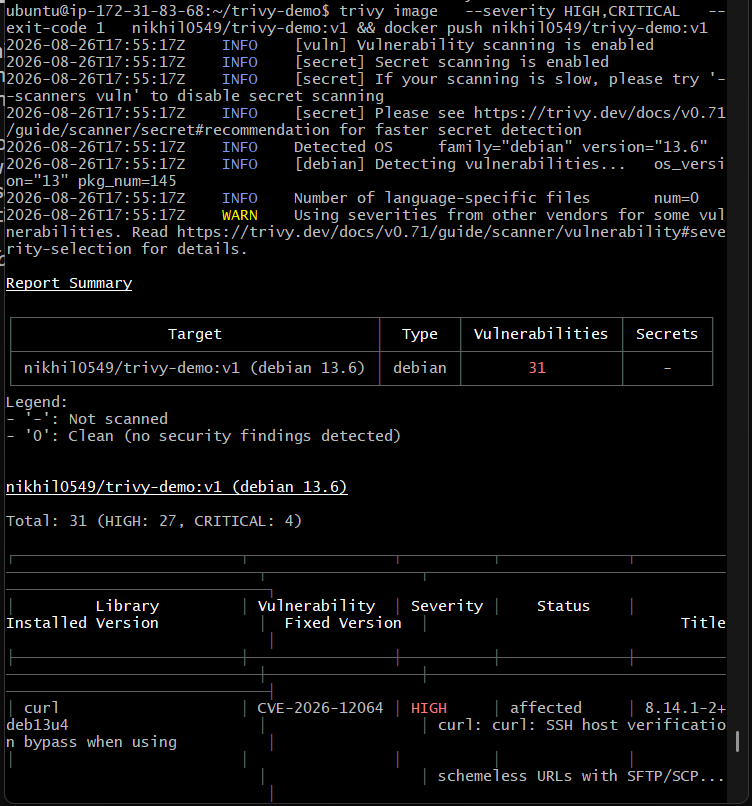 ubuntu@ip-172-31-83-68:~/trivy-demo$ trivy image   --severity HIGH,CRITICAL   --
exit-code 1   nikhil0549/trivy-demo:v1 && docker push nikhil0549/trivy-demo:v1
2026-08-26T17:55:17Z    INFO    [vuln] Vulnerability scanning is enabled
2026-08-26T17:55:17Z    INFO    [secret] Secret scanning is enabled
2026-08-26T17:55:17Z    INFO    [secret] If your scanning is slow, please try '-
-scanners vuln' to disable secret scanning
2026-08-26T17:55:17Z    INFO    [secret] Please see https://trivy.dev/docs/v0.71
/guide/scanner/secret#recommendation for faster secret detection
2026-08-26T17:55:17Z    INFO    Detected OS     family="debian" version="13.6"
2026-08-26T17:55:17Z    INFO    [debian] Detecting vulnerabilities...   os_versi
on="13" pkg_num=145
2026-08-26T17:55:17Z    INFO    Number of language-specific files       num=0
2026-08-26T17:55:17Z    WARN    Using severities from other vendors for some vul
nerabilities. Read https://trivy.dev/docs/v0.71/guide/scanner/vulnerability#seve
rity-selection for details.
Report Summary
Target Type Vulnerabilities Secrets
nikhil0549/trivy-demo:v1 (debian 13.6) debian 31 -
Legend:
- '-': Not scanned
- '0': Clean (no security findings detected)
nikhil0549/trivy-demo:v1 (debian 13.6)
Total: 31 (HIGH: 27, CRITICAL: 4)
Library Vulnerability Severity Status
Installed Version Fixed Version Title
curl CVE-2026-12064 HIGH affected 8.14.1-2+
deb13u4 curl: curl: SSH host verificatio
n bypass when using
schemeless URLs with SFTP/SCP...